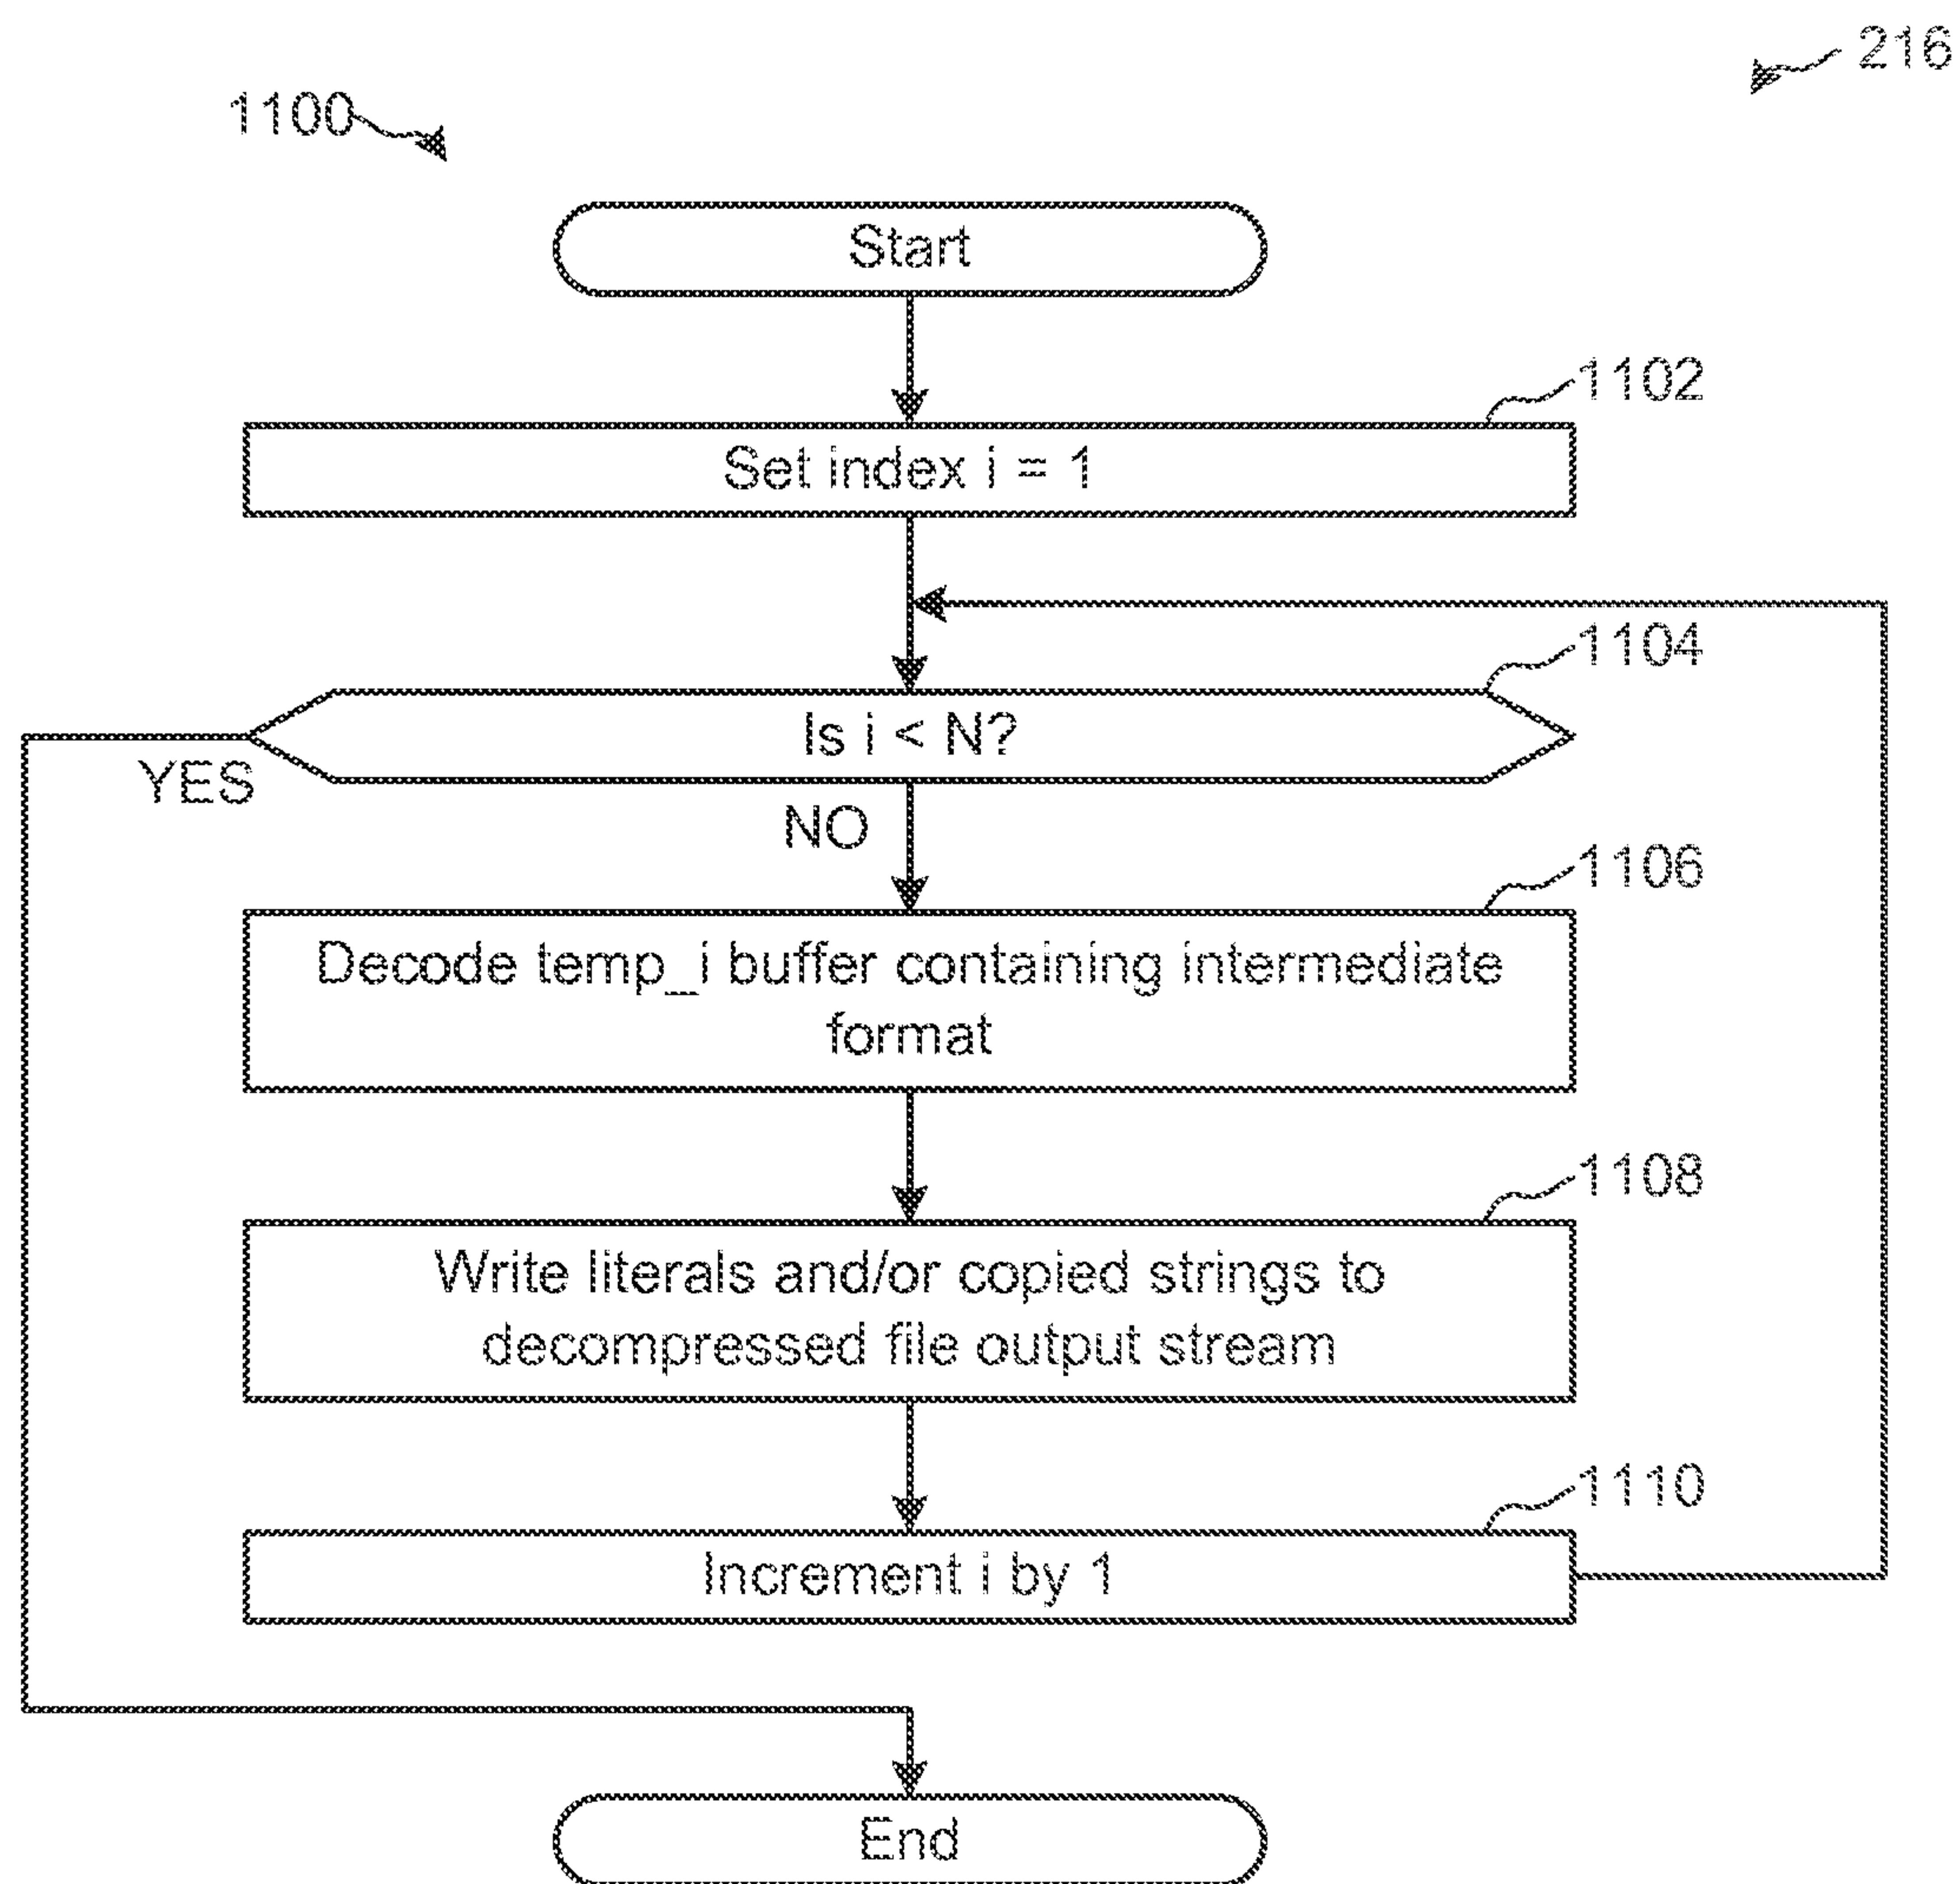 216
1100
Start
1102
Set index i = 1
1104
Is i < N?
YES
NO
1106
Decode temp_i buffer containing intermediate
format
1108
Write literals and/or copied strings to
decompressed file output stream
1110
Increment i by 1
End